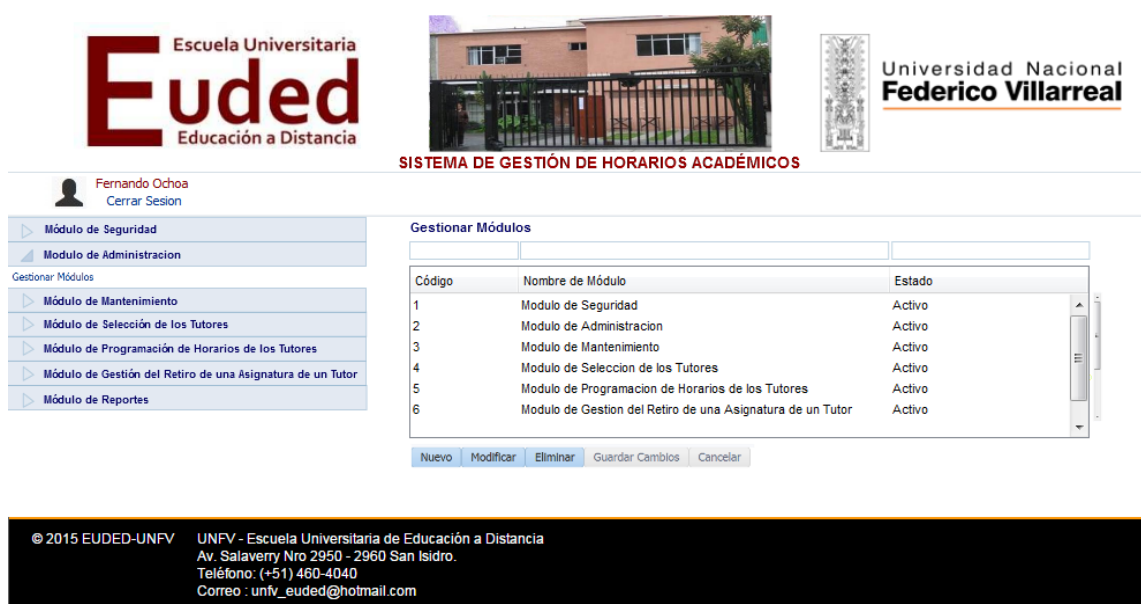 Escuela Universitaria
Euded
Educación a Distancia
Universidad Nacional
Federico Villarreal
SISTEMA DE GESTIÓN DE HORARIOS ACADÉMICOS
Fernando Ochoa
Cerrar Sesion
Módulo de Seguridad
Modulo de Administracion
Gestionar Módulos
Módulo de Mantenimiento
Módulo de Selección de los Tutores
Módulo de Programación de Horarios de los Tutores
Módulo de Gestión del Retiro de una Asignatura de un Tutor
Módulo de Reportes
Gestionar Módulos
Código Nombre de Módulo Estado
1 Modulo de Seguridad Activo
2 Modulo de Administracion Activo
3 Modulo de Mantenimiento Activo
4 Modulo de Seleccion de los Tutores Activo
5 Modulo de Programacion de Horarios de los Tutores Activo
6 Modulo de Gestion del Retiro de una Asignatura de un Tutor Activo
Nuevo Modificar Eliminar Guardar Cambios Cancelar
© 2015 EUDED-UNFV UNFV - Escuela Universitaria de Educación a Distancia
Av. Salaverry Nro 2950 - 2960 San Isidro.
Teléfono: (+51) 460-4040
Correo : unfv_euded@hotmail.com